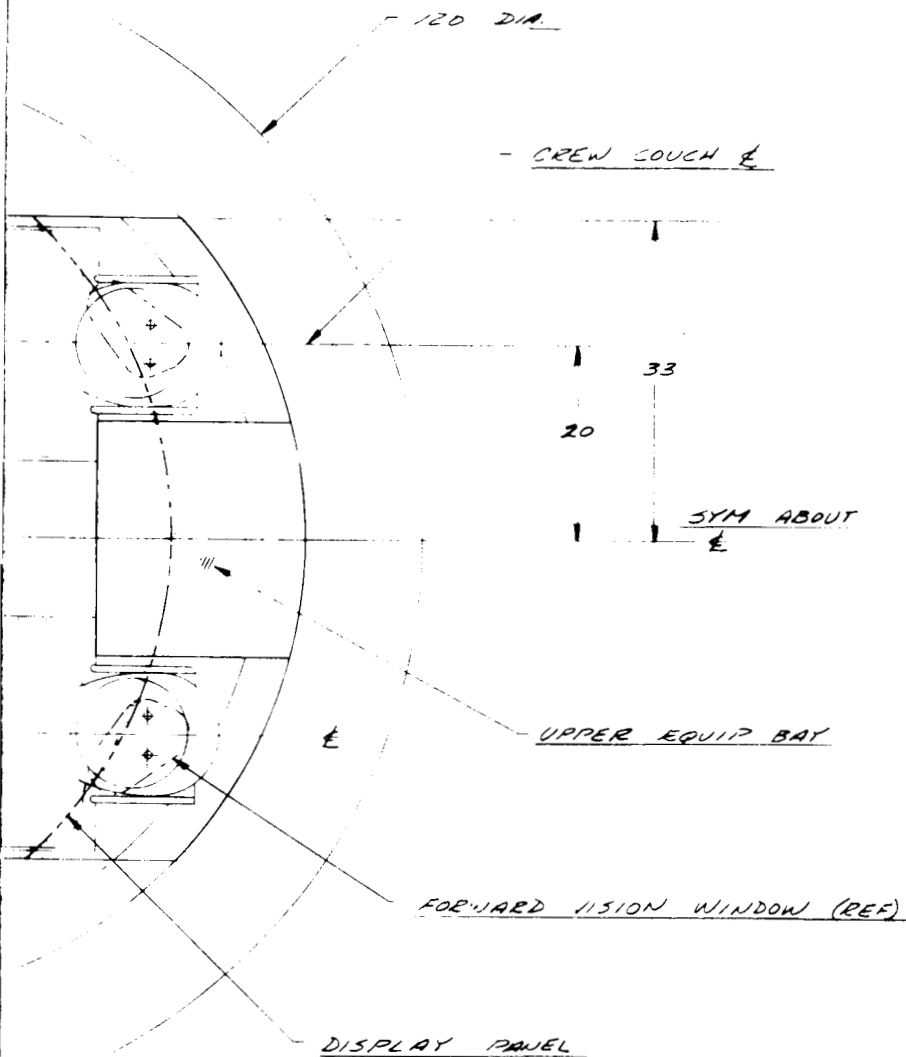 120 DIA.
CREW COUCH ℄
33
20
SYM ABOUT
℄
UPPER EQUIP BAY
℄
FORWARD VISION WINDOW (REF)
DISPLAY PANEL